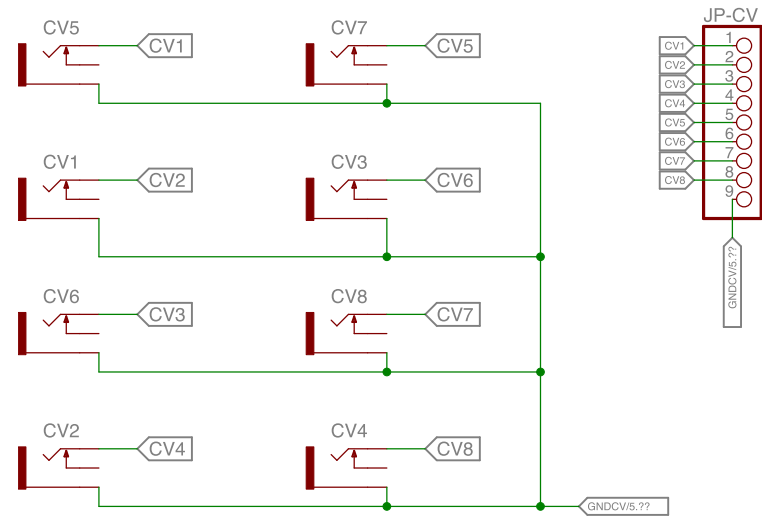 CV5
CV1
CV7
CV5
CV1
CV2
CV3
CV6
CV6
CV3
CV8
CV7
CV2
CV4
CV4
CV8
GNDCV/5.??
JP-CV
CV1 1
CV2 2
CV3 3
CV4 4
CV5 5
CV6 6
CV7 7
CV8 8
9
GNDCV/5.??